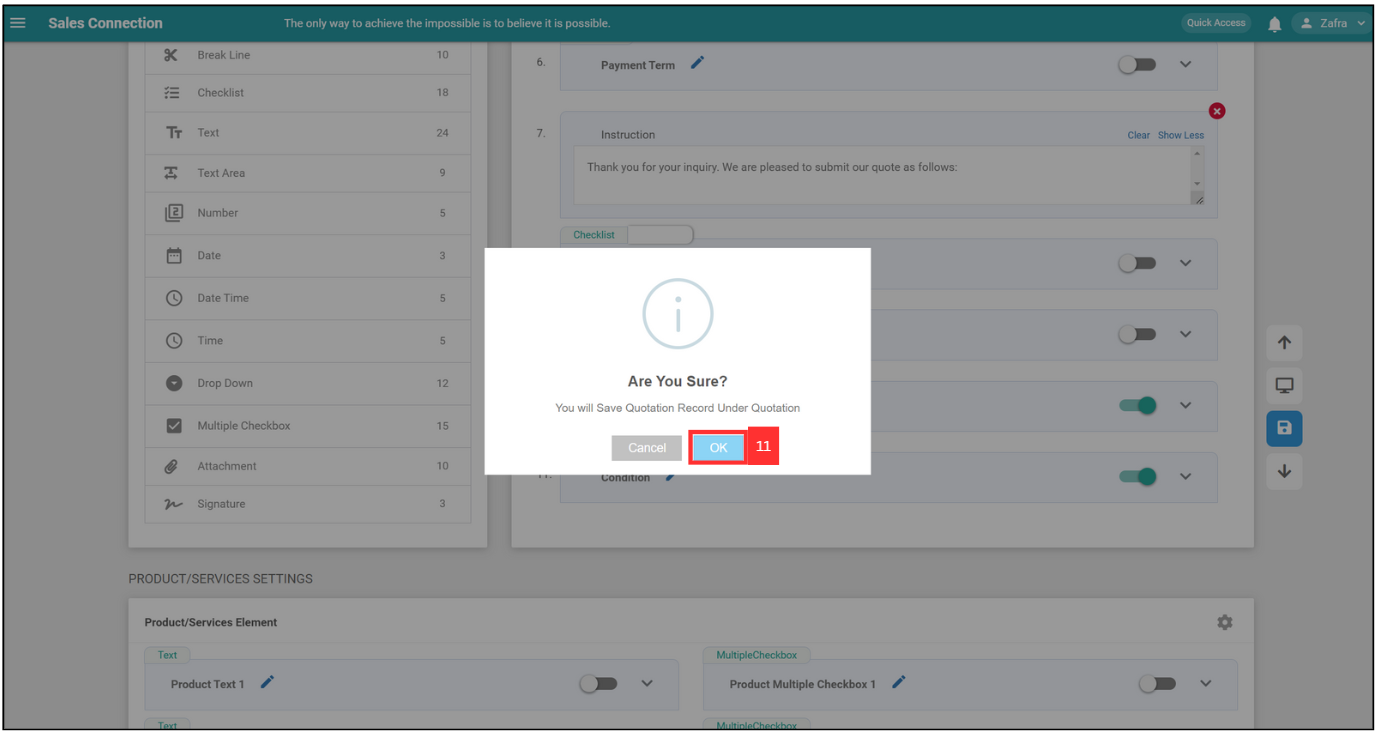 Sales Connection
The only way to achieve the impossible is to believe it is possible.
Quick Access
Zafra
Break Line 10
Checklist 18
Text 24
Text Area 9
Number 5
Date 3
Date Time 5
Time 5
Drop Down 12
Multiple Checkbox 15
Attachment 10
Signature 3
6. Payment Term
7. Instruction
Clear Show Less
Thank you for your inquiry. We are pleased to submit our quote as follows:
Checklist
Are You Sure?
You will Save Quotation Record Under Quotation
Cancel OK 11
11. Condition
PRODUCT/SERVICES SETTINGS
Product/Services Element
Text
Product Text 1
MultipleCheckbox
Product Multiple Checkbox 1
Text
MultipleCheckbox